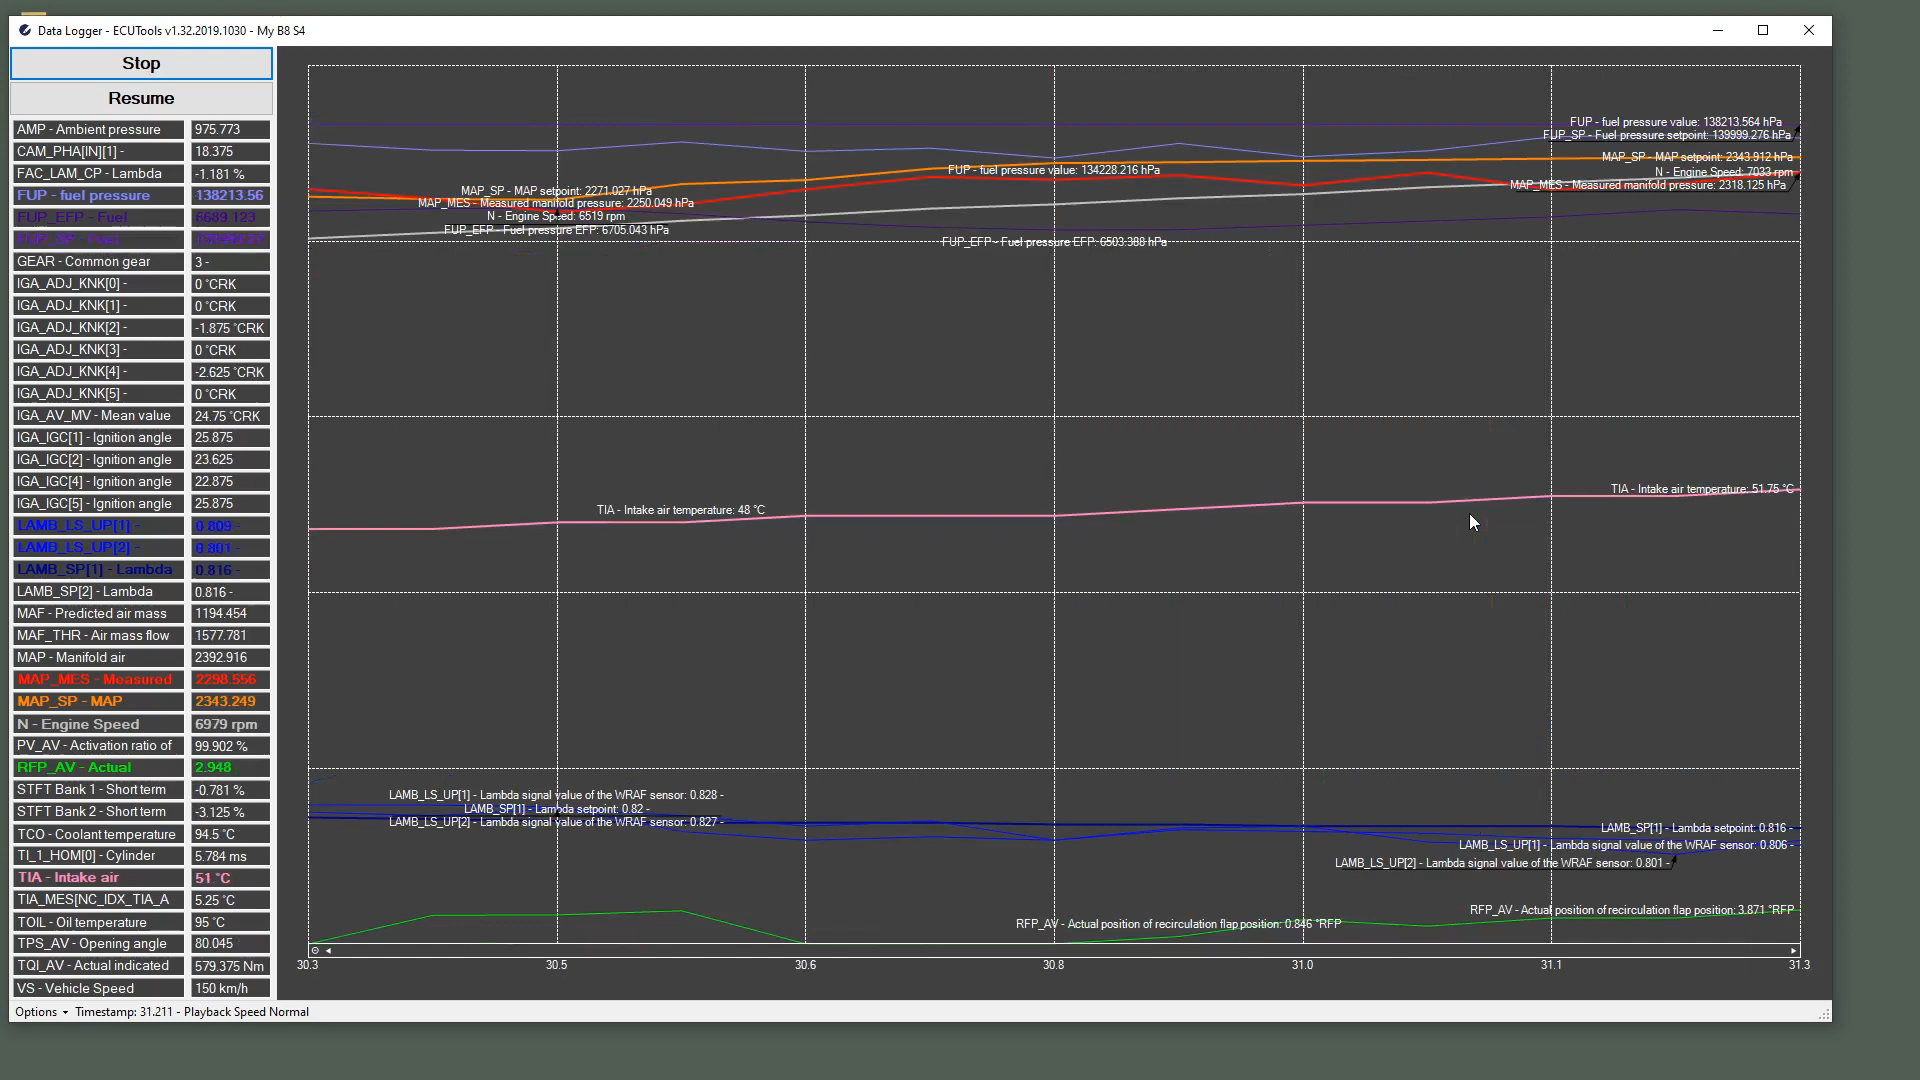 Data Logger - ECUTools v1.32.2019.1030 - My B8 S4
Stop
Resume
AMP - Ambient pressure 975.773
CAM_PHA[IN][1] - 18.375
FAC_LAM_CP - Lambda -1.181 %
FUP - fuel pressure 138213.56
FUP_EFP - Fuel 6689.129
FUP_SP - Fuel
GEAR - Common gear 3 -
IGA_ADJ_KNK[0] - 0 °CRK
IGA_ADJ_KNK[1] - 0 °CRK
IGA_ADJ_KNK[2] - -1.875 °CRK
IGA_ADJ_KNK[3] - 0 °CRK
IGA_ADJ_KNK[4] - -2.625 °CRK
IGA_ADJ_KNK[5] - 0 °CRK
IGA_AV_MV - Mean value 24.75 °CRK
IGA_IGC[1] - Ignition angle 25.875
IGA_IGC[2] - Ignition angle 23.625
IGA_IGC[4] - Ignition angle 22.875
IGA_IGC[5] - Ignition angle 25.875
LAMB_LS_UP[1] - 0.809 -
LAMB_LS_UP[2] - 0.801 -
LAMB_SP[1] - Lambda 0.816 -
LAMB_SP[2] - Lambda 0.816 -
MAF - Predicted air mass 1194.454
MAF_THR - Air mass flow 1577.781
MAP - Manifold air 2392.916
MAP_MES - Measured 2298.556
MAP_SP - MAP 2343.249
N - Engine Speed 6979 rpm
PV_AV - Activation ratio of 99.902 %
RFP_AV - Actual 2.948
STFT Bank 1 - Short term -0.781 %
STFT Bank 2 - Short term -3.125 %
TCO - Coolant temperature 94.5 °C
TI_1_HOM[0] - Cylinder 5.784 ms
TIA - Intake air 51 °C
TIA_MES[NC_IDX_TIA_A 5.25 °C
TOIL - Oil temperature 95 °C
TPS_AV - Opening angle 80.045
TQI_AV - Actual indicated 579.375 Nm
VS - Vehicle Speed 150 km/h
FUP - fuel pressure value: 138213.564 hPa
FUP_SP - Fuel pressure setpoint: 139999.276 hPa
MAP_SP - MAP setpoint: 2343.912 hPa
FUP - fuel pressure value: 134228.216 hPa
N - Engine Speed: 7033 rpm
MAP_MES - Measured manifold pressure: 2318.125 hPa
MAP_SP - MAP setpoint: 2271.027 hPa
MAP_MES - Measured manifold pressure: 2250.049 hPa
N - Engine Speed: 6519 rpm
FUP_EFP - Fuel pressure EFP: 6705.043 hPa
FUP_EFP - Fuel pressure EFP: 6503.388 hPa
TIA - Intake air temperature: 51.75 °C
TIA - Intake air temperature: 48 °C
LAMB_LS_UP[1] - Lambda signal value of the WRAF sensor: 0.828 -
LAMB_SP[1] - Lambda setpoint: 0.82 -
LAMB_LS_UP[2] - Lambda signal value of the WRAF sensor: 0.827 -
LAMB_SP[1] - Lambda setpoint: 0.816 -
LAMB_LS_UP[1] - Lambda signal value of the WRAF sensor: 0.806 -
LAMB_LS_UP[2] - Lambda signal value of the WRAF sensor: 0.801 -
RFP_AV - Actual position of recirculation flap position: 3.871 °RFP
RFP_AV - Actual position of recirculation flap position: 0.846 °RFP
30.3 30.5 30.6 30.8 31.0 31.1 31.3
Options Timestamp: 31.211 - Playback Speed Normal